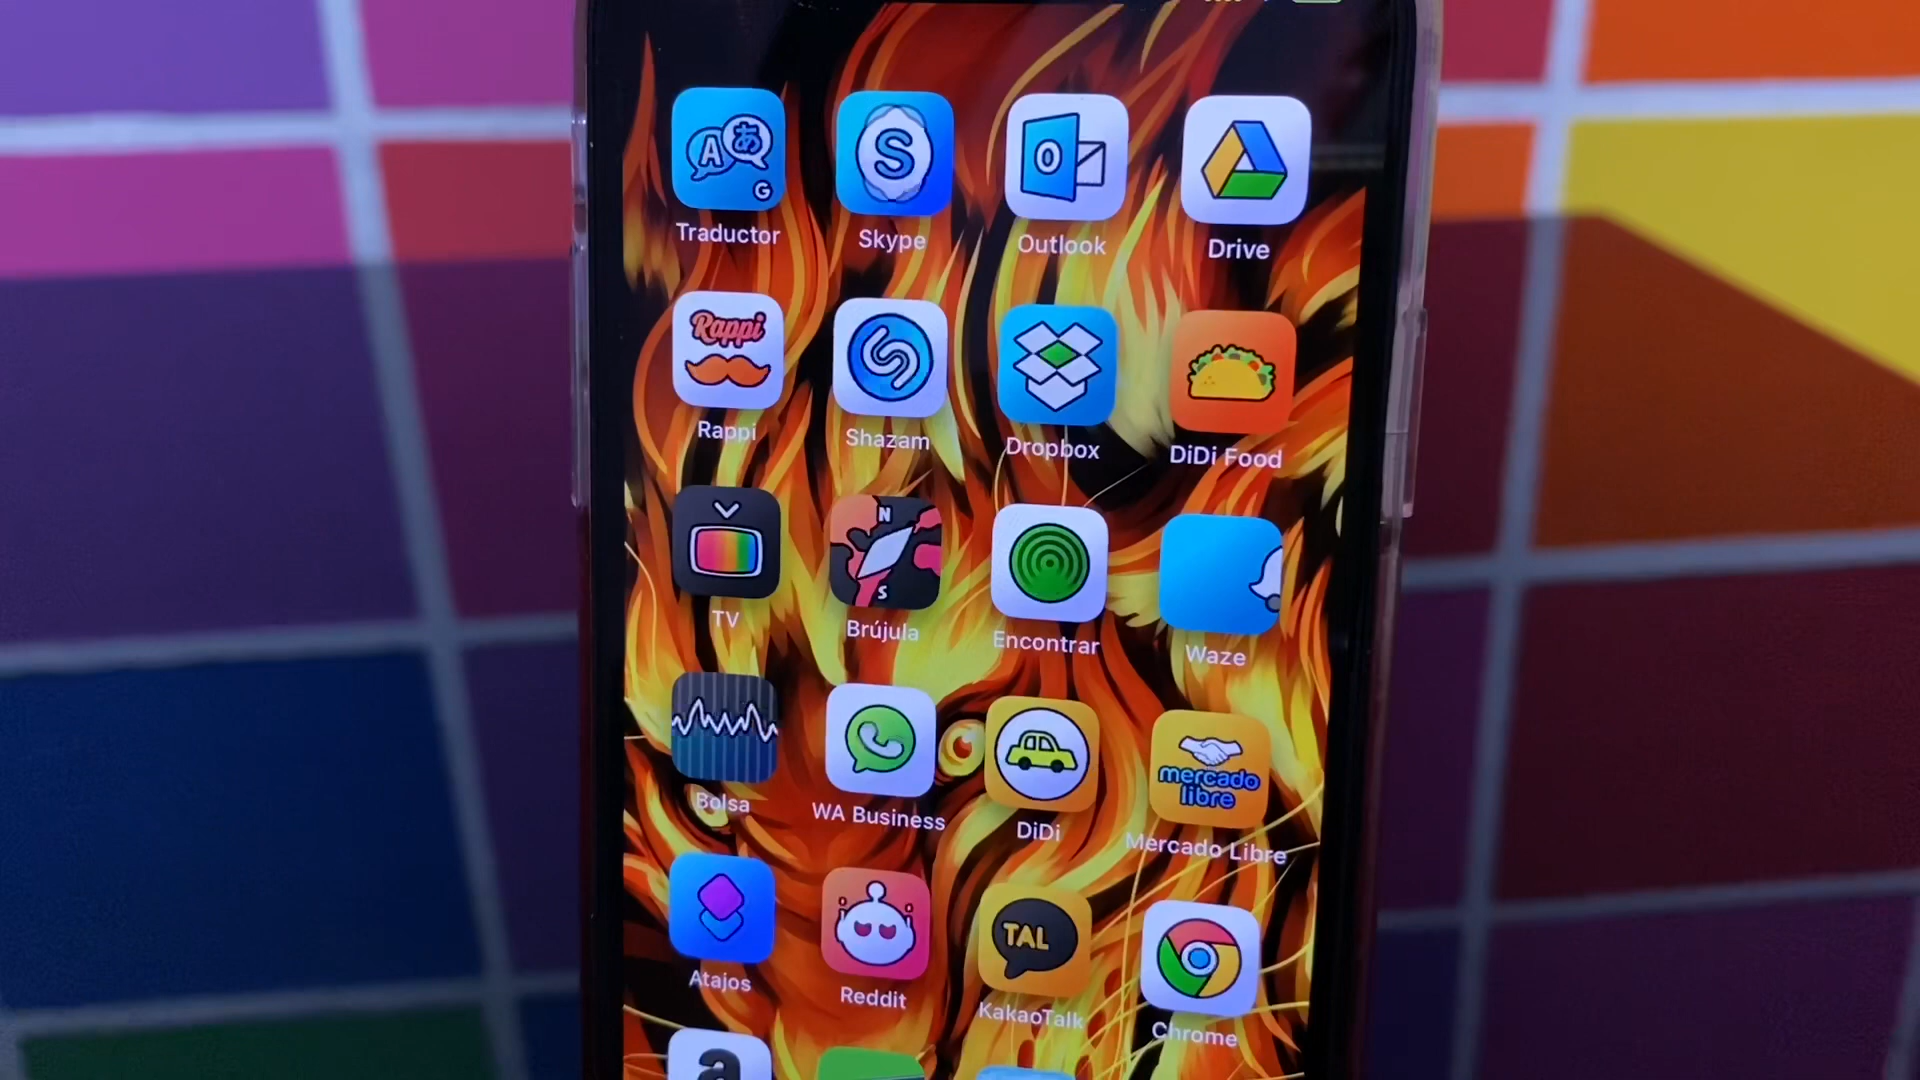 A あ G
S
O
Traductor
Skype
Outlook
Drive
Rappi
Rappi
Shazam
Dropbox
DiDi Food
N
S
TV
Brújula
Encontrar
Waze
mercado
libre
Bolsa
WA Business
DiDi
Mercado Libre
TAL
Atajos
Reddit
KakaoTalk
Chrome
a